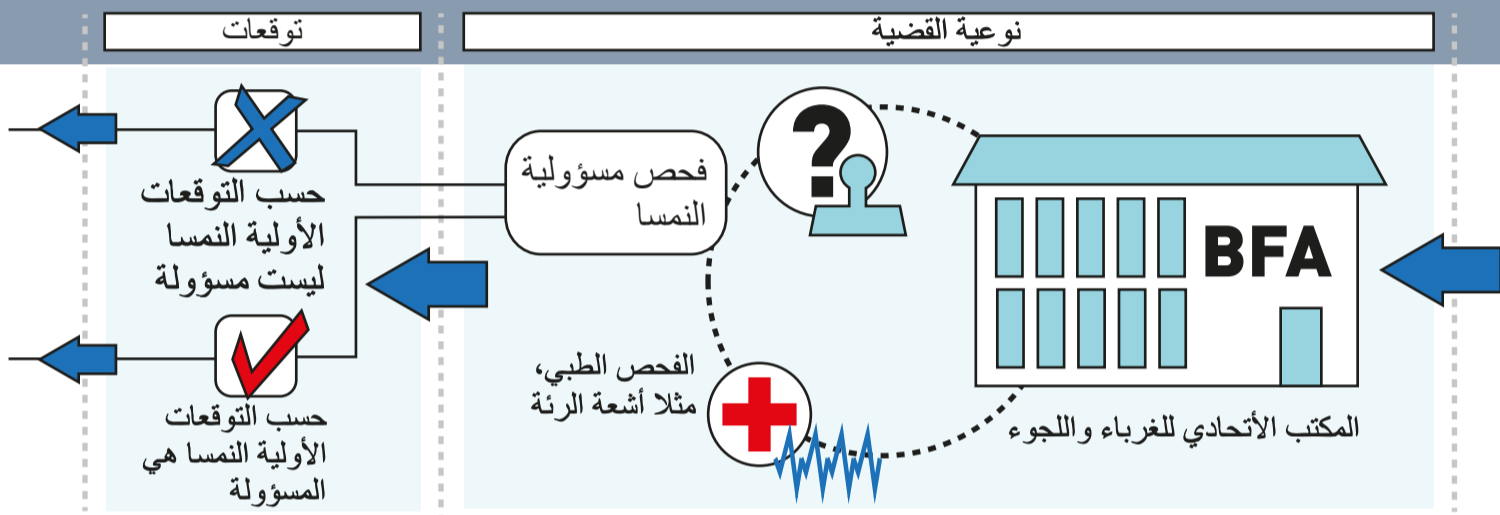 نوعية القضية
توقعات
BFA
المكتب الأتحادي للغرباء واللجوء
?
الفحص الطبي،
مثلا أشعة الرئة
فحص مسؤولية
النمسا
حسب التوقعات
الأولية النمسا
ليست مسؤولة
حسب التوقعات
الأولية النمسا هي
المسؤولة